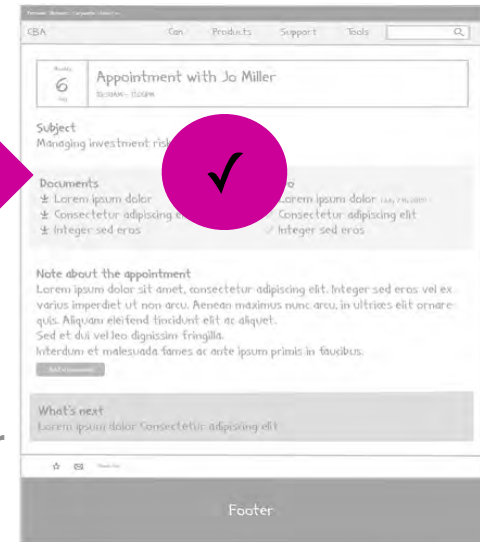 CBA Can Products Support Tools
Monday
6
Appointment with Jo Miller
Subject
Managing investment
Documents
Lorem ipsum dolor
Consectetur adipiscing
Integer sed eros
Lorem ipsum dolor
Consectetur adipiscing elit
Integer sed eros
Note about the appointment
Lorem ipsum dolor sit amet, consectetur adipiscing elit. Integer sed eros vel ex
varius imperdiet ut non arcu. Aenean maximus nunc arcu, in ultrices elit ornare
quis. Aliquam eleifend tincidunt elit ac aliquet.
Sed et dui vel leo dignissim fringilla.
Interdum et malesuada fames ac ante ipsum primis in faucibus.
What's next
Lorem ipsum dolor Consectetur adipiscing elit
Footer